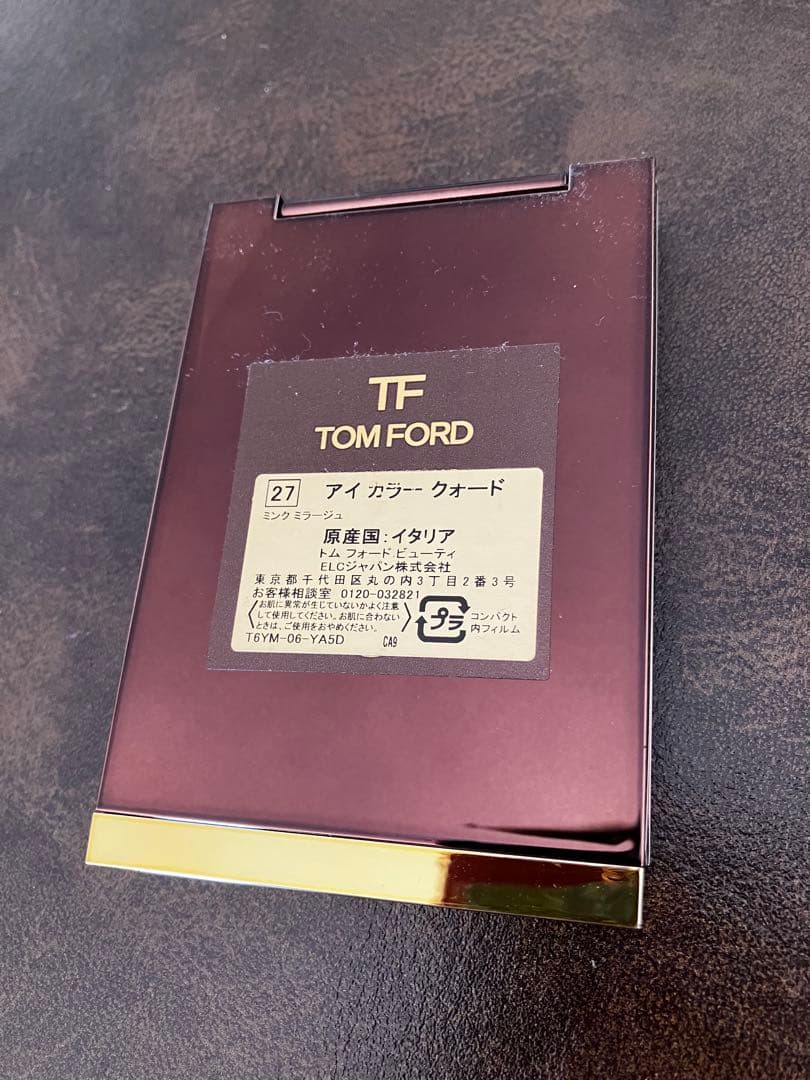 TF
TOM FORD
27 アイ カラー クォード
ミンク ミラージュ
原産国:イタリア
トム フォード ビューティ
ELCジャパン株式会社
東京都千代田区丸の内3丁目2番3号
お客様相談室 0120-032821
お肌に異常が生じていないかよく注意
して使用してください。お肌に合わない
ときは、ご使用をおやめください。
プラ コンパクト
内フィルム
T6YM-06-YA5D CA9